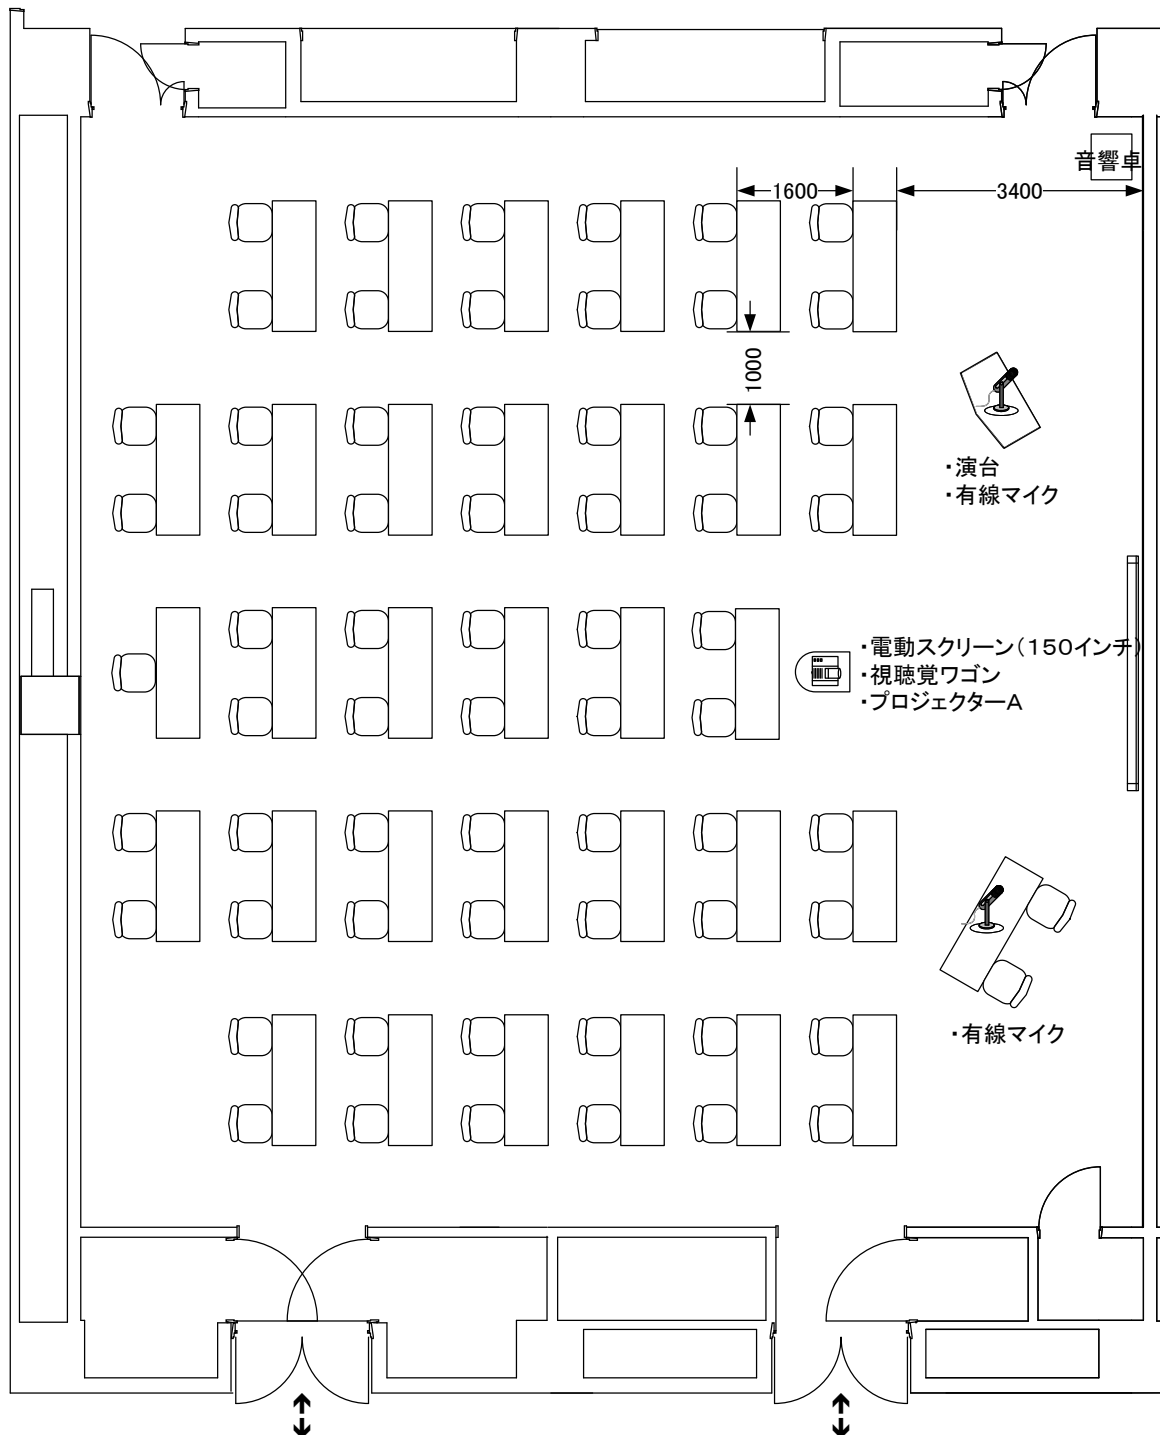 音響卓
1600
3400
1000
・演台
・有線マイク
・電動スクリーン（150インチ）
・視聴覚ワゴン
・プロジェクターA
・有線マイク